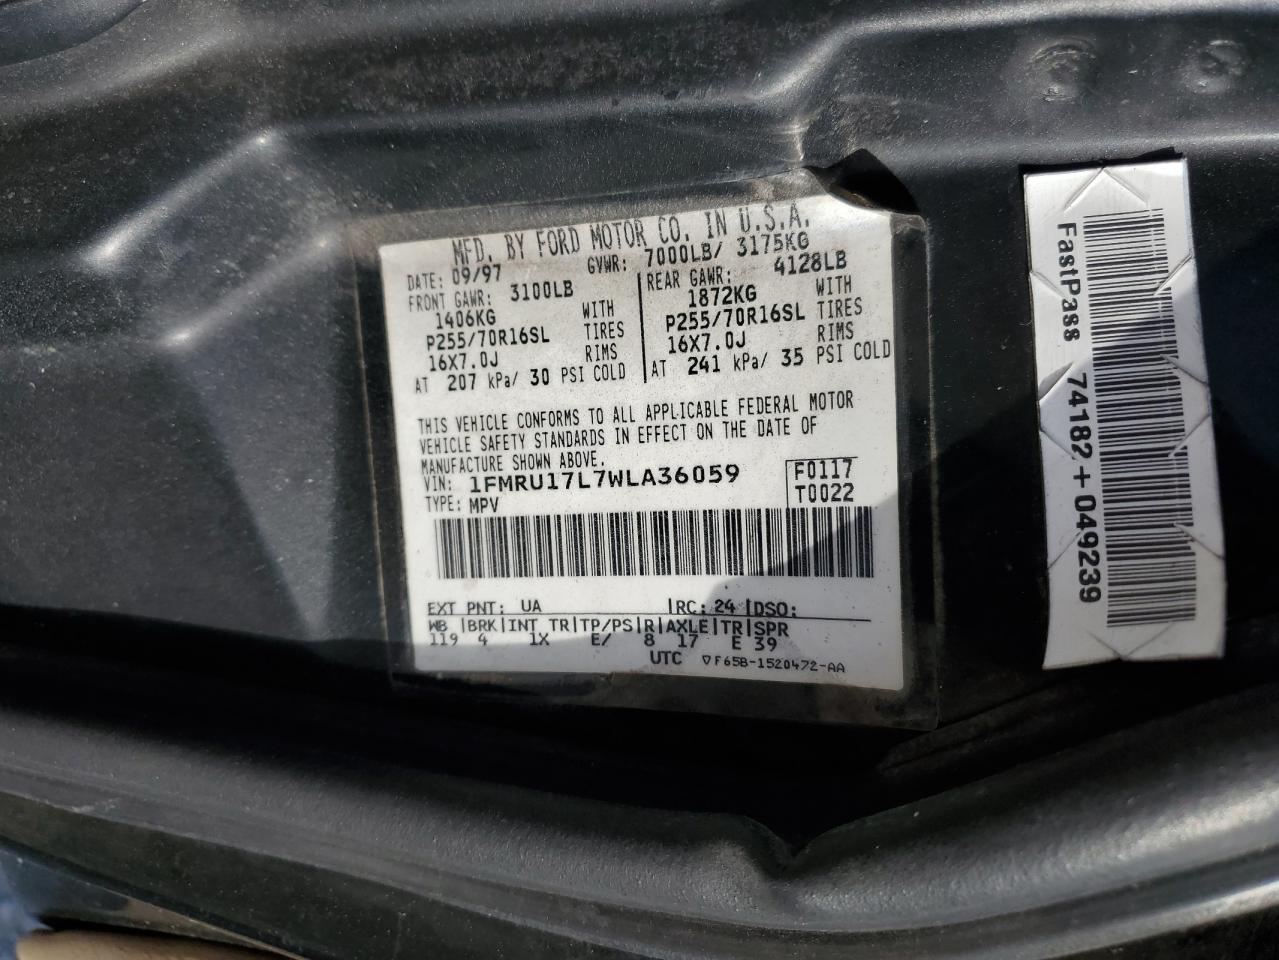 MFD. BY FORD MOTOR CO. IN U.S.A.
DATE: 09/97 GVWR: 7000LB/ 3175KG
FRONT GAWR: 3100LB
1406KG WITH
P255/70R16SL TIRES
16X7.0J RIMS
AT 207 kPa/ 30 PSI COLD
REAR GAWR: 4128LB
1872KG WITH
P255/70R16SL TIRES
16X7.0J RIMS
AT 241 kPa/ 35 PSI COLD
THIS VEHICLE CONFORMS TO ALL APPLICABLE FEDERAL MOTOR
VEHICLE SAFETY STANDARDS IN EFFECT ON THE DATE OF
MANUFACTURE SHOWN ABOVE.
VIN: 1FMRU17L7WLA36059
TYPE: MPV
F0117
T0022
EXT PNT: UA |RC: 24 |DSO:
WB |BRK|INT TR|TP/PS|R|AXLE|TR|SPR
119 4 1X E/ 8 17 E 39
UTC ▽F65B-1520472-AA
FastPass 74182+049239